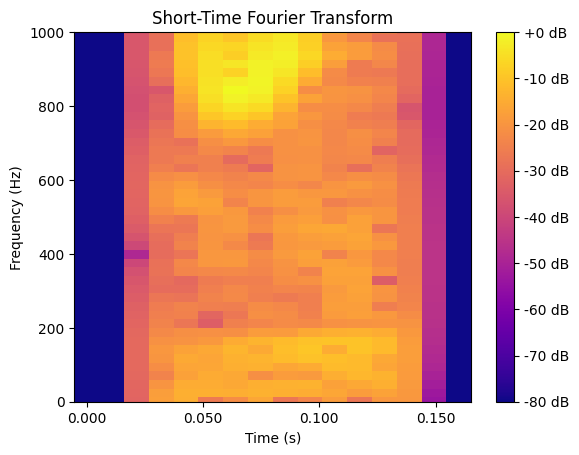 Short-Time Fourier Transform
1000
800
600
400
200
0
Frequency (Hz)
0.000
0.050
0.100
0.150
Time (s)
+0 dB
-10 dB
-20 dB
-30 dB
-40 dB
-50 dB
-60 dB
-70 dB
-80 dB